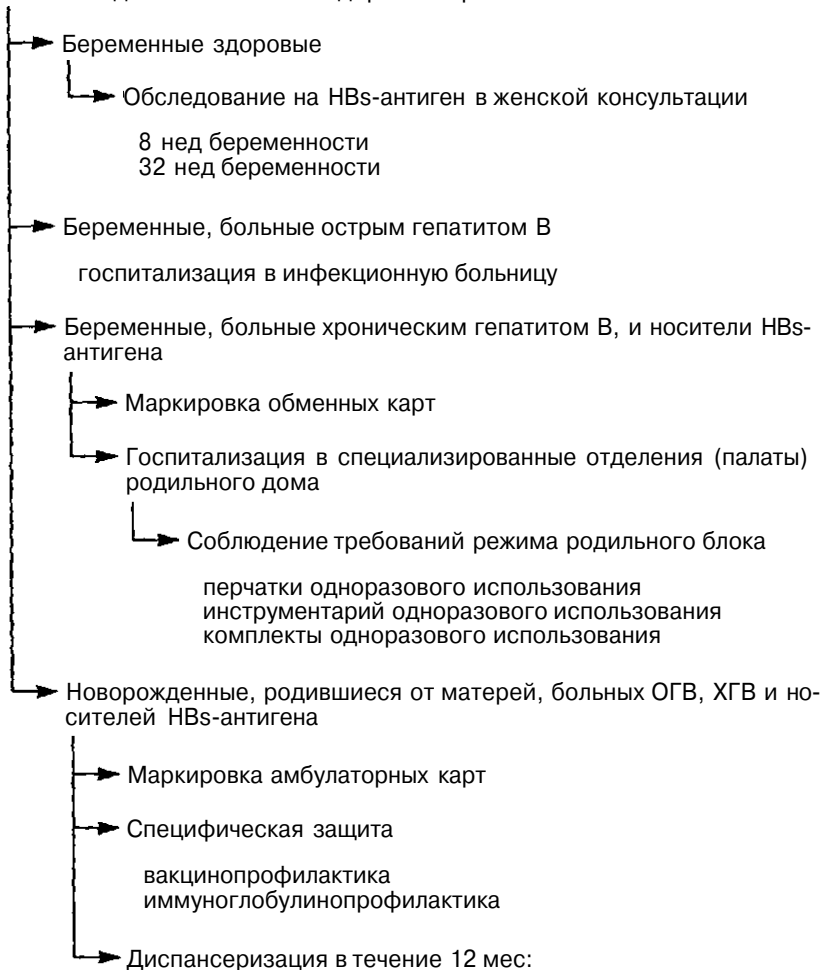 Беременные здоровые
Обследование на HBs-антиген в женской консультации
8 нед беременности
32 нед беременности
Беременные, больные острым гепатитом В
госпитализация в инфекционную больницу
Беременные, больные хроническим гепатитом В, и носители HBs-
антигена
Маркировка обменных карт
Госпитализация в специализированные отделения (палаты)
родильного дома
Соблюдение требований режима родильного блока
перчатки одноразового использования
инструментарий одноразового использования
комплекты одноразового использования
Новорожденные, родившиеся от матерей, больных ОГВ, ХГВ и но-
сителей HBs-антигена
Маркировка амбулаторных карт
Специфическая защита
вакцинопрофилактика
иммуноглобулинопрофилактика
Диспансеризация в течение 12 мес: